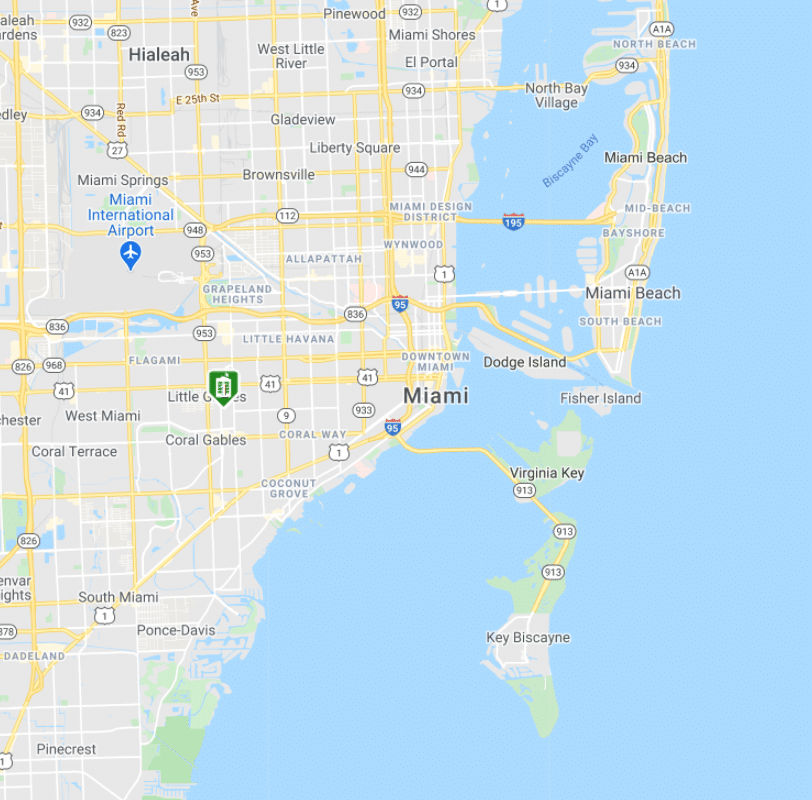 Pinewood
932
932
1
aleah
rdens
823
Ave
Miami Shores
A1A
NORTH BEACH
Hialeah
West Little
River
El Portal
953
934
934
North Bay
Village
E 25th St
edley
934
Red Rd
Gladeview
27
Liberty Square
Biscayne Bay
Miami Beach
944
Miami Springs
Brownsville
Miami
International
Airport
112
MIAMI DESIGN
DISTRICT
195
MID-BEACH
948
BAYSHORE
WYNWOOD
953
ALLAPATTAH
1
A1A
GRAPELAND
HEIGHTS
95
Miami Beach
836
836
953
LITTLE HAVANA
SOUTH BEACH
FLAGAMI
826
968
DOWNTOWN
MIAMI
Dodge Island
41
41
41
Little G
es
Miami
Fisher Island
933
9
West Miami
chester
95
Coral Gables
CORAL WAY
Coral Terrace
1
Virginia Key
COCONUT
GROVE
913
913
826
913
envar
ights
South Miami
1
878
Ponce-Davis
Key Biscayne
DADELAND
Pinecrest
1